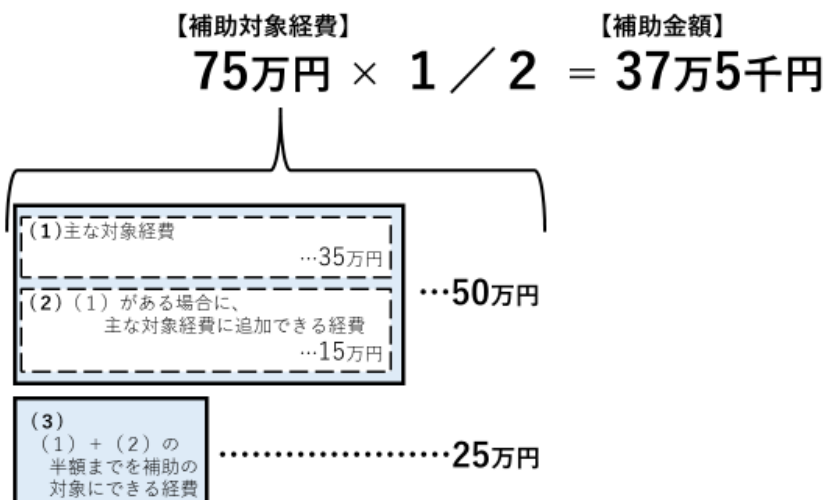 【補助対象経費】 【補助金額】
75万円 × 1/2 = 37万5千円
(1)主な対象経費
…35万円
(2)(1)がある場合に、
主な対象経費に追加できる経費
…15万円
…50万円
(3)
(1)+(2)の
半額までを補助の
対象にできる経費
…………………25万円